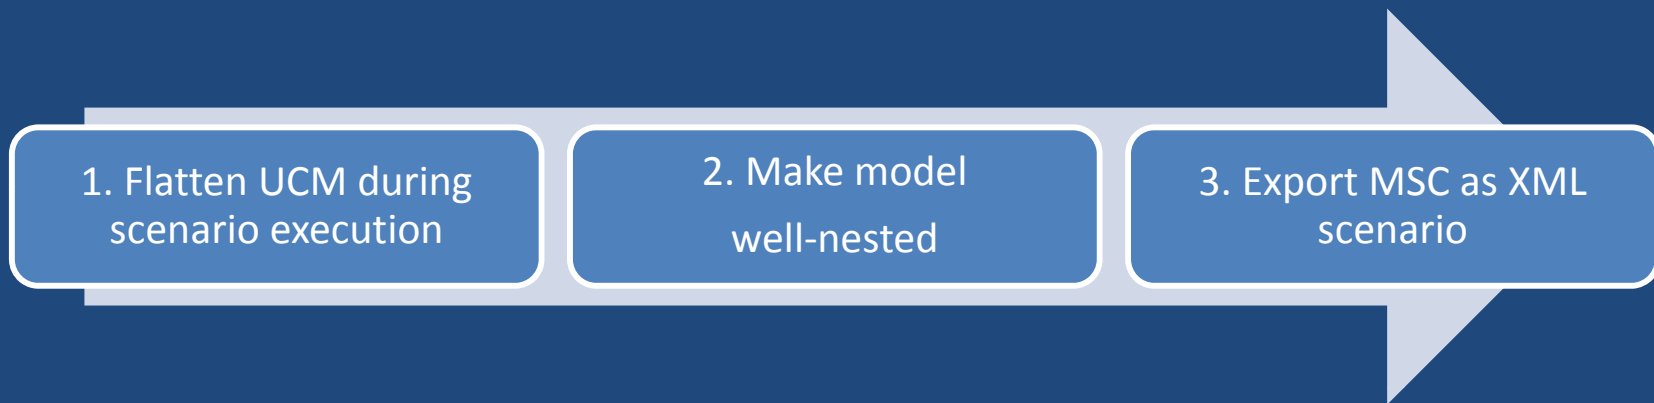 1. Flatten UCM during
scenario execution
2. Make model
well-nested
3. Export MSC as XML
scenario